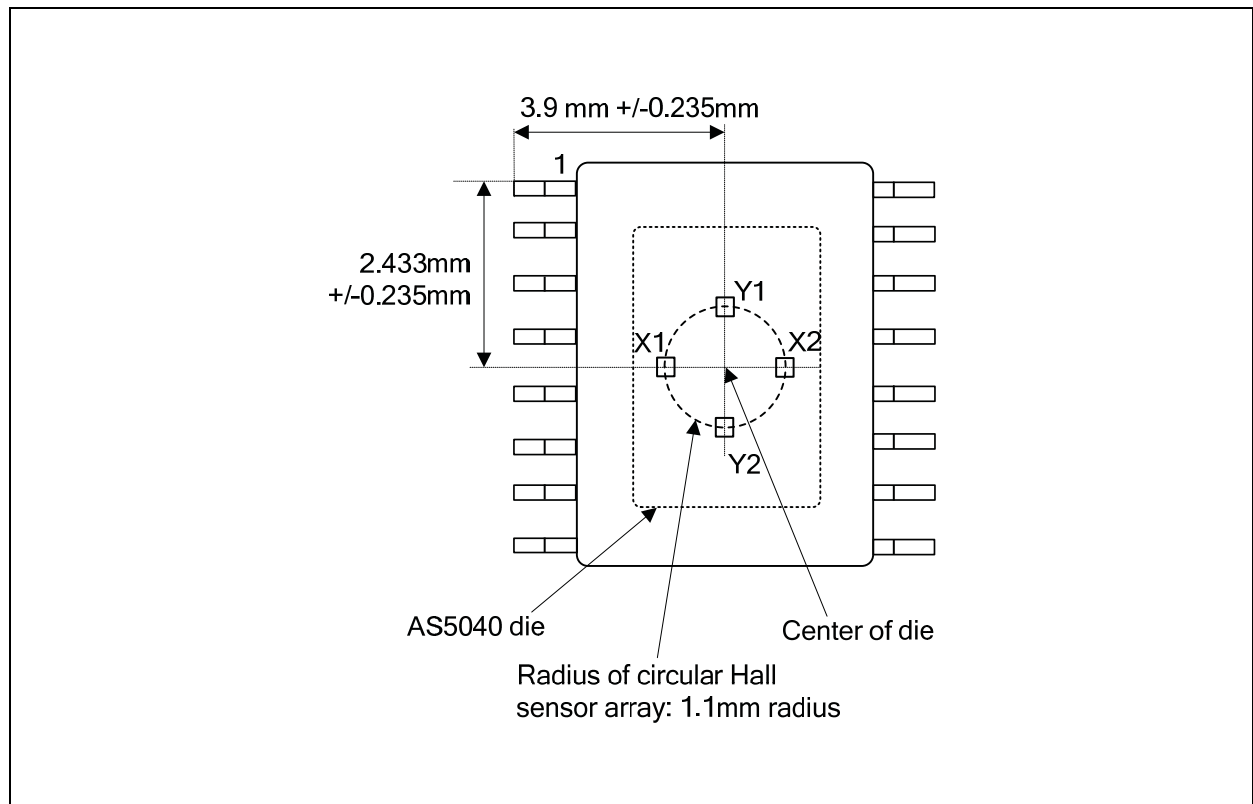 3.9 mm +/-0.235mm
1
2.433mm
+/-0.235mm
Y1
X1
X2
Y2
AS5040 die
Center of die
Radius of circular Hall
sensor array: 1.1mm radius